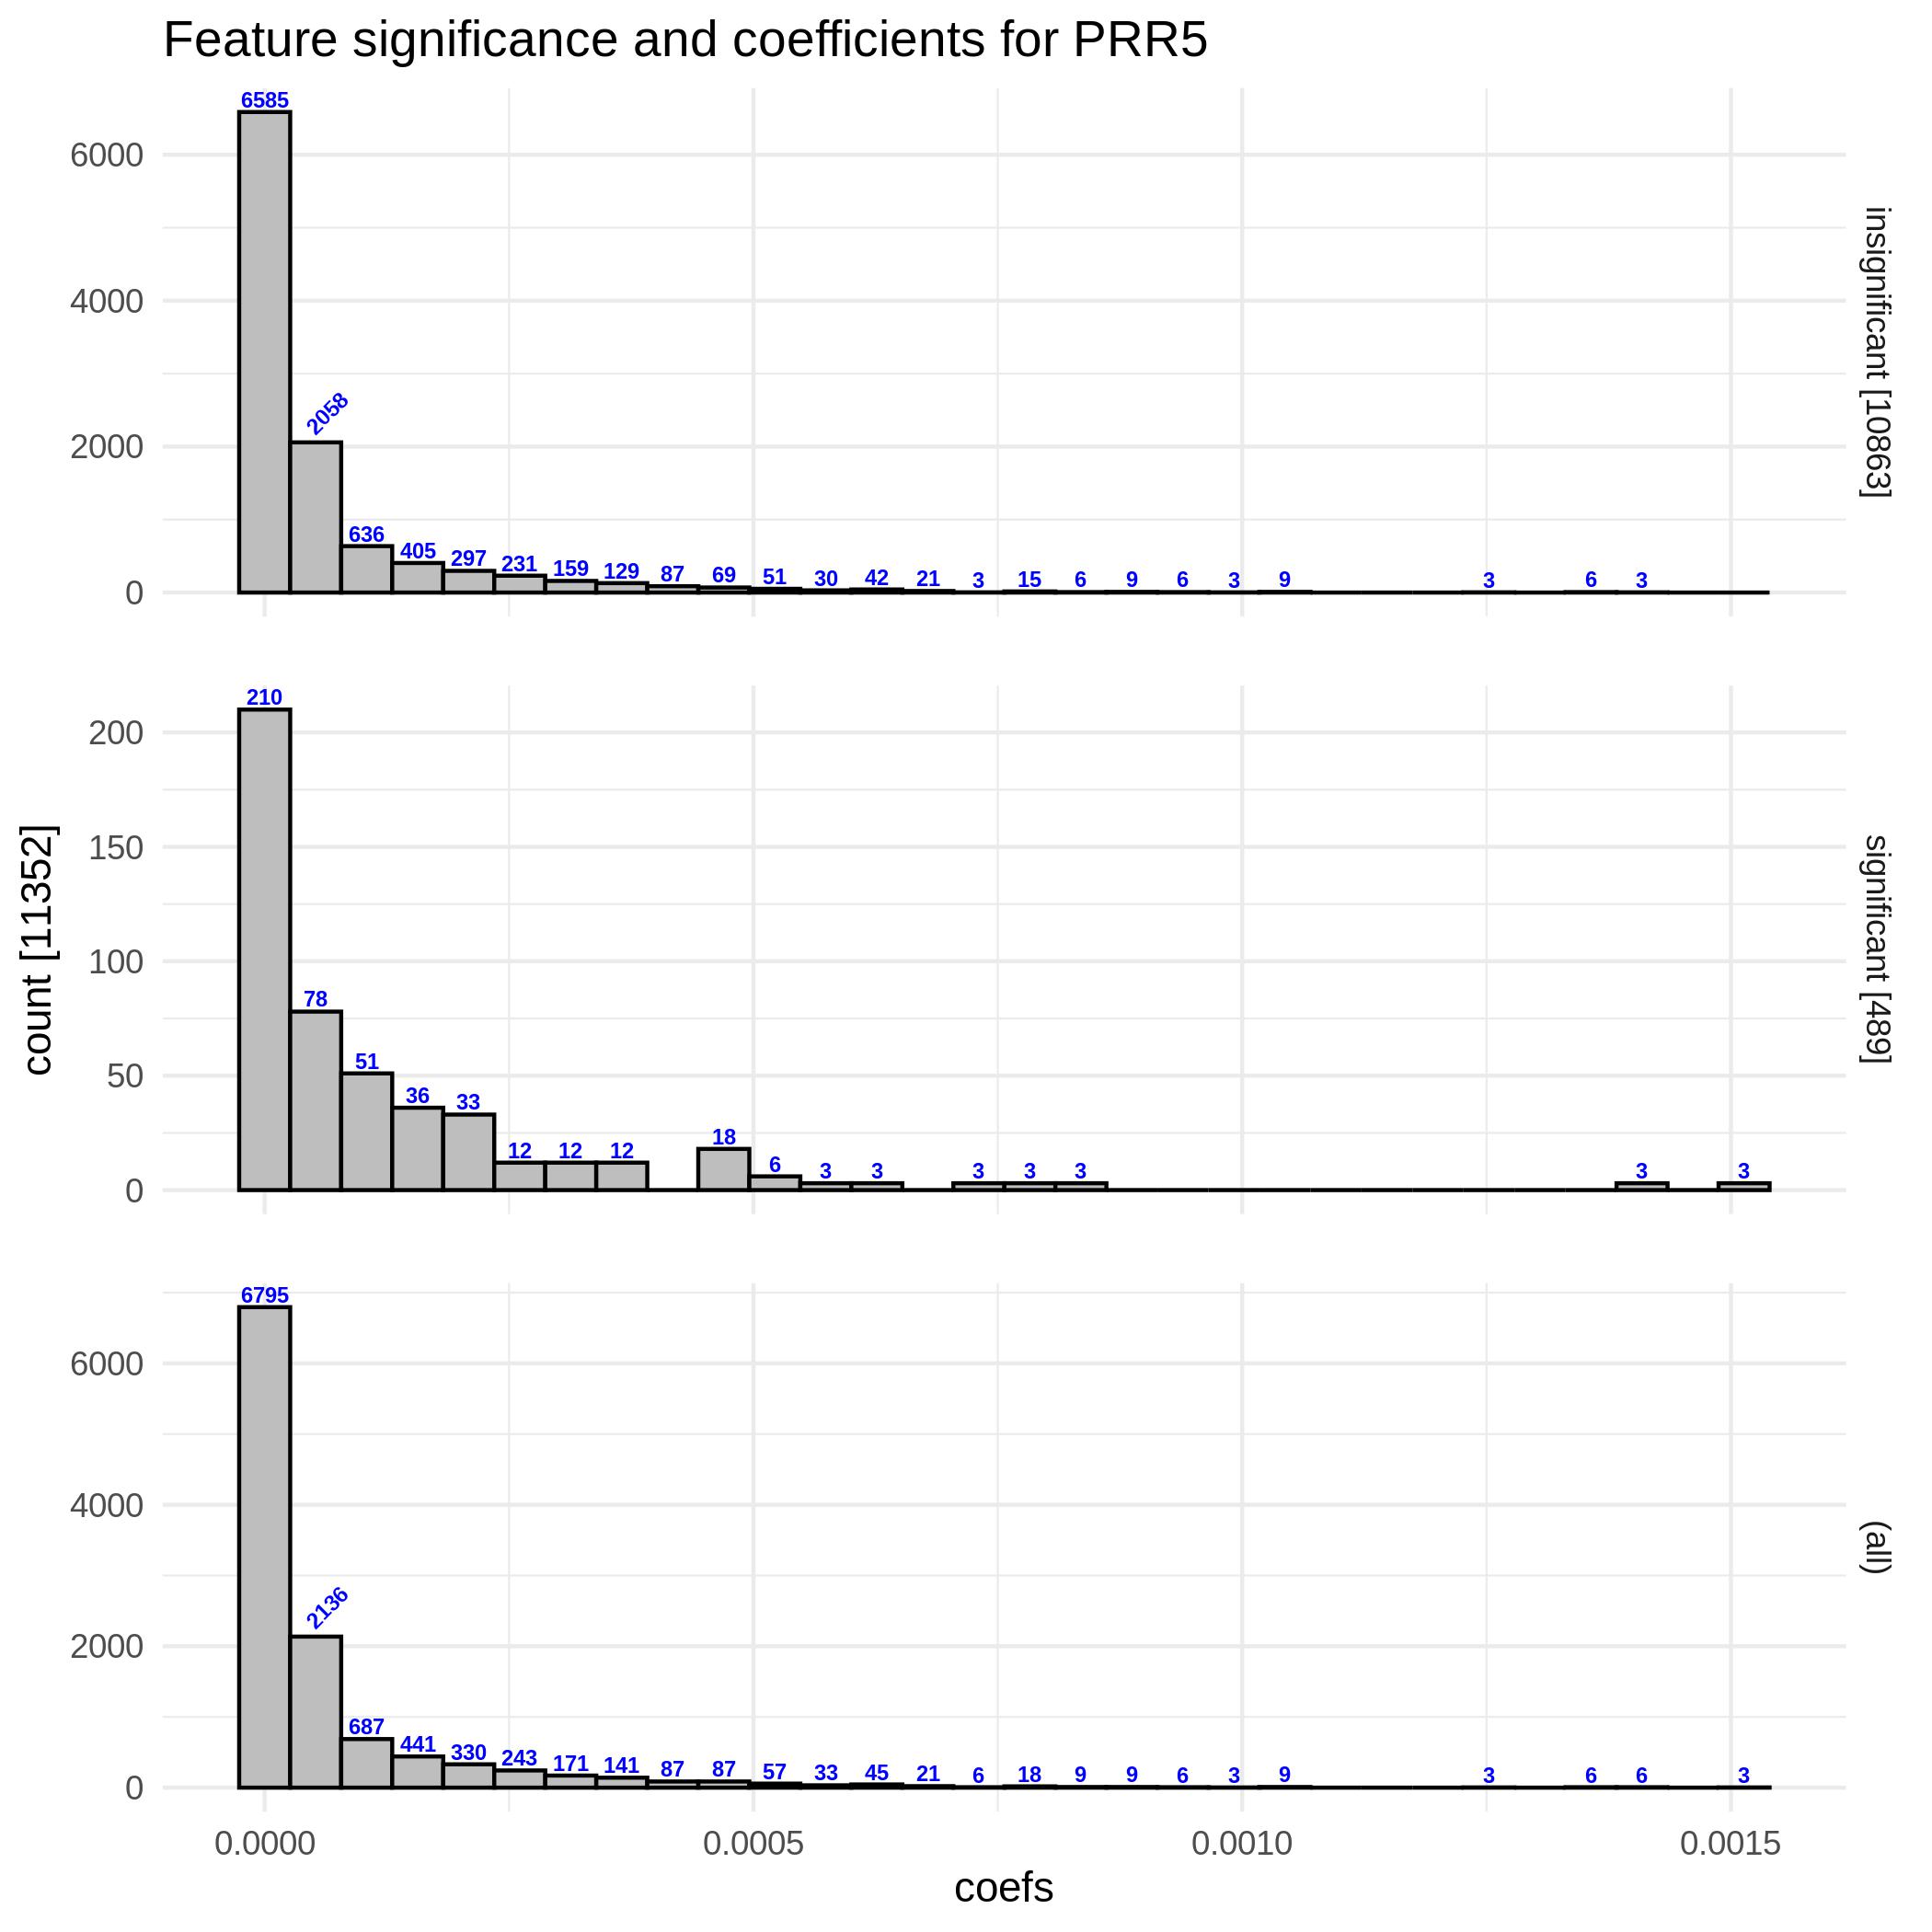 Feature significance and coefficients for PRR5
6585
6000
4000
2058
2000
636 405 297 231 159 129 87 69 51 30 42 21 3 15 6 9 6 3 9 3 6 3
0
insignificant [10863]
210
200
150
100
78
51
50
36 33
12 12 12 18 6 3 3 3 3 3 3 3
0
significant [489]
count [11352]
6795
6000
4000
2136
2000
687 441 330 243 171 141 87 87 57 33 45 21 6 18 9 9 6 3 9 3 6 6 3
0
(all)
0.0000 0.0005 0.0010 0.0015
coefs